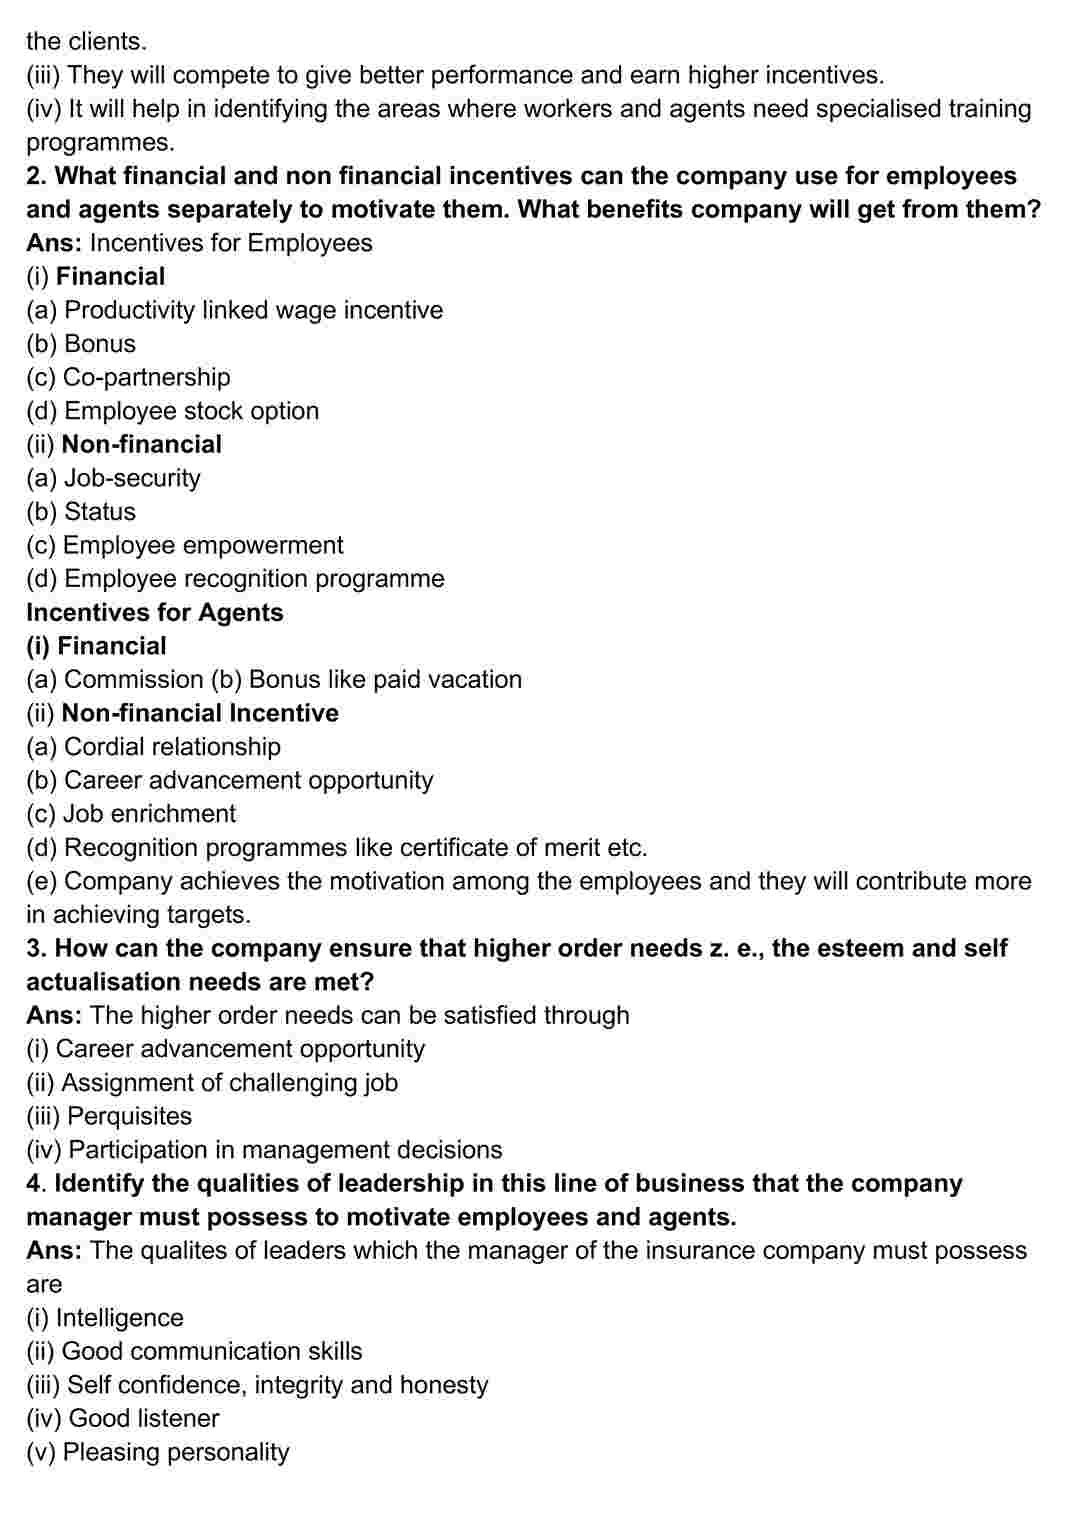 the clients.
(iii) They will compete to give better performance and earn higher incentives.
(iv) It will help in identifying the areas where workers and agents need specialised training
programmes.
2. What financial and non financial incentives can the company use for employees
and agents separately to motivate them. What benefits company will get from them?
Ans: Incentives for Employees
(i) Financial
(a) Productivity linked wage incentive
(b) Bonus
(c) Co-partnership
(d) Employee stock option
(ii) Non-financial
(a) Job-security
(b) Status
(c) Employee empowerment
(d) Employee recognition programme
Incentives for Agents
(i) Financial
(a) Commission (b) Bonus like paid vacation
(ii) Non-financial Incentive
(a) Cordial relationship
(b) Career advancement opportunity
(c) Job enrichment
(d) Recognition programmes like certificate of merit etc.
(e) Company achieves the motivation among the employees and they will contribute more
in achieving targets.
3. How can the company ensure that higher order needs z. e., the esteem and self
actualisation needs are met?
Ans: The higher order needs can be satisfied through
(i) Career advancement opportunity
(ii) Assignment of challenging job
(iii) Perquisites
(iv) Participation in management decisions
4. Identify the qualities of leadership in this line of business that the company
manager must possess to motivate employees and agents.
Ans: The qualites of leaders which the manager of the insurance company must possess
are
(i) Intelligence
(ii) Good communication skills
(iii) Self confidence, integrity and honesty
(iv) Good listener
(v) Pleasing personality